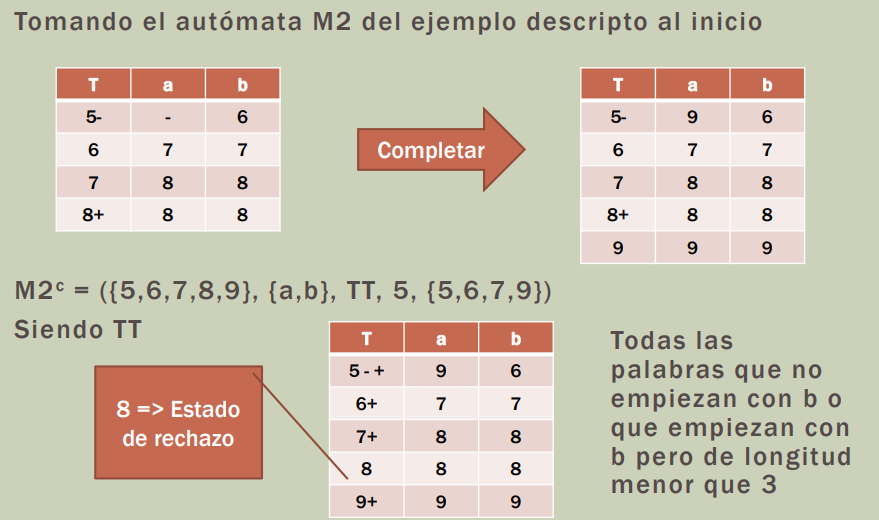 Tomando el autómata M2 del ejemplo descripto al inicio
T a b
5- - 6
6 7 7
7 8 8
8+ 8 8
Completar
T a b
5- 9 6
6 7 7
7 8 8
8+ 8 8
9 9 9
M2ᶜ = ({5,6,7,8,9}, {a,b}, TT, 5, {5,6,7,9})
Siendo TT
8 => Estado
de rechazo
T a b
5 - + 9 6
6+ 7 7
7+ 8 8
8 8 8
9+ 9 9
Todas las
palabras que no
empiezan con b o
que empiezan con
b pero de longitud
menor que 3